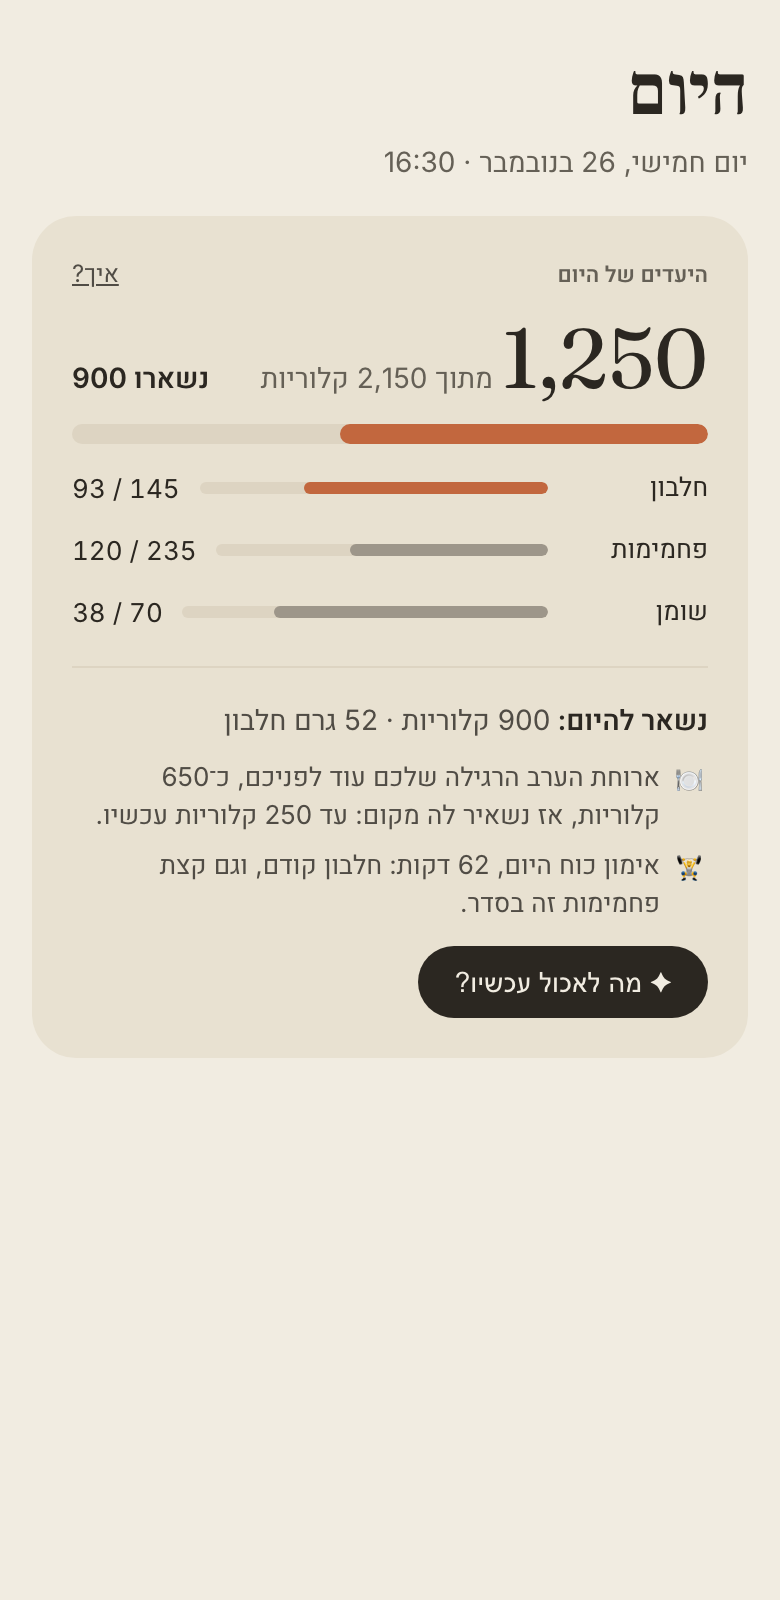 היום
יום חמישי, 26 בנובמבר · 16:30
היעדים של היום
איך?
1,250 מתוך 2,150 קלוריות
נשארו 900
חלבון
93 / 145
פחמימות
120 / 235
שומן
38 / 70
נשאר להיום: 900 קלוריות · 52 גרם חלבון
ארוחת הערב הרגילה שלכם עוד לפניכם, כ־650
קלוריות, אז נשאיר לה מקום: עד 250 קלוריות עכשיו.
אימון כוח היום, 62 דקות: חלבון קודם, וגם קצת
פחמימות זה בסדר.
✦ מה לאכול עכשיו?